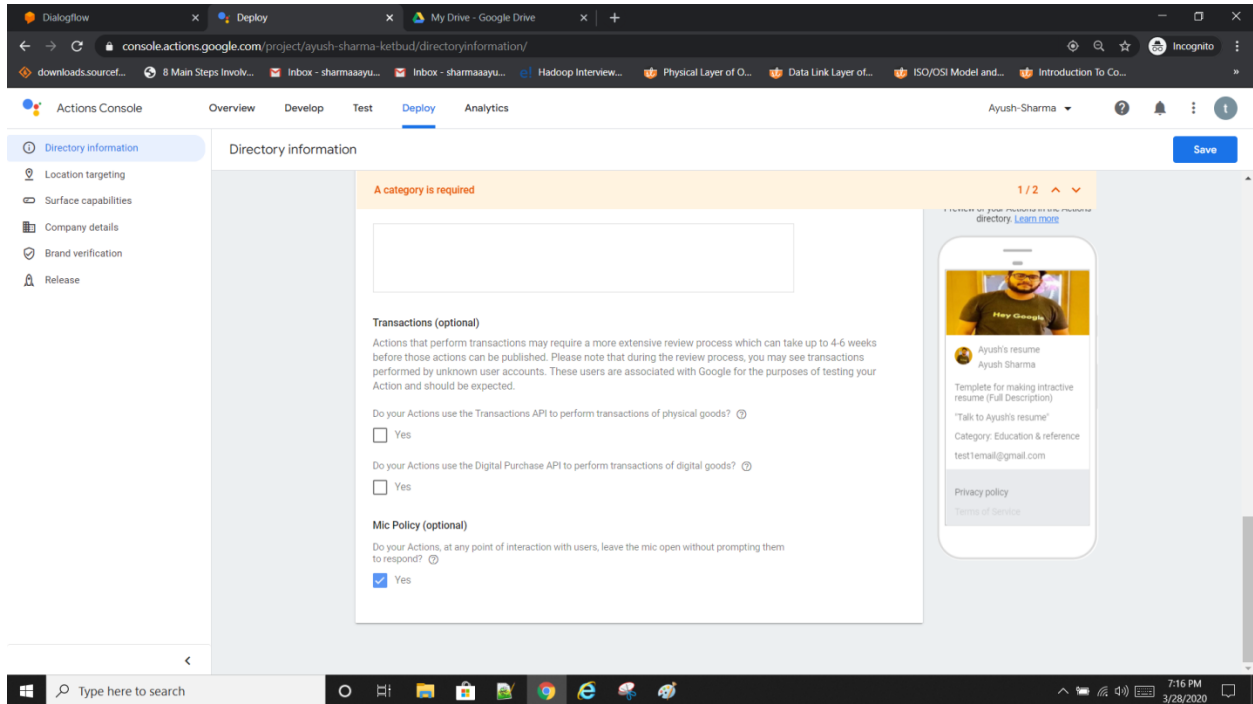 Dialogflow
Deploy
My Drive - Google Drive
console.actions.google.com/project/ayush-sharma-ketbud/directoryinformation/
Incognito
downloads.sourcef...
8 Main Steps Involv...
Inbox - sharmaaayu...
Inbox - sharmaaayu...
Hadoop Interview...
Physical Layer of O...
Data Link Layer of...
ISO/OSI Model and...
Introduction To Co...
»
Actions Console
Overview
Develop
Test
Deploy
Analytics
Ayush-Sharma
t
Directory information
Location targeting
Surface capabilities
Company details
Brand verification
Release
Directory information
Save
A category is required
1 / 2
Transactions (optional)
Actions that perform transactions may require a more extensive review process which can take up to 4-6 weeks
before those actions can be published. Please note that during the review process, you may see transactions
performed by unknown user accounts. These users are associated with Google for the purposes of testing your
Action and should be expected.
Do your Actions use the Transactions API to perform transactions of physical goods?
Yes
Do your Actions use the Digital Purchase API to perform transactions of digital goods?
Yes
Mic Policy (optional)
Do your Actions, at any point of interaction with users, leave the mic open without prompting them
to respond?
Yes
Preview of your Actions in the Actions
directory. Learn more
Hey Google
Ayush's resume
Ayush Sharma
Templete for making intractive
resume (Full Description)
"Talk to Ayush's resume"
Category: Education & reference
test1email@gmail.com
Privacy policy
Terms of Service
Type here to search
7:16 PM
3/28/2020